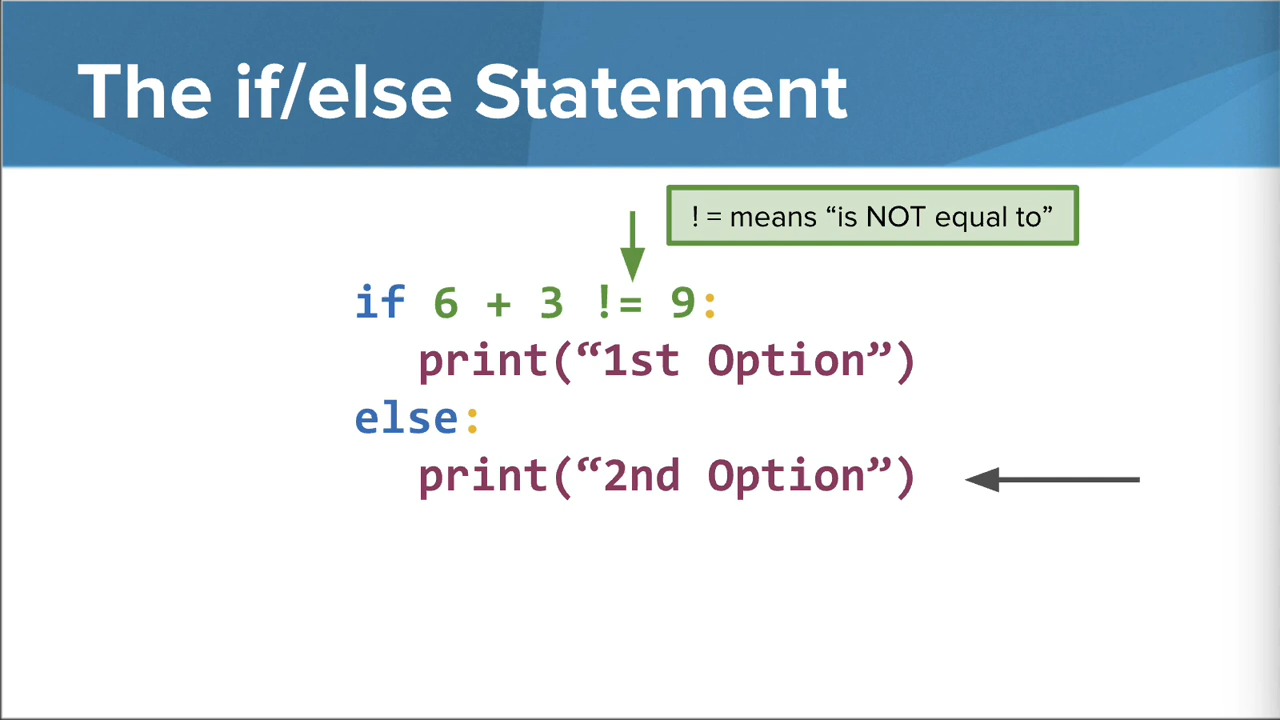 The if/else Statement
! = means “is NOT equal to”
if 6 + 3 != 9:
print(“1st Option”)
else:
print(“2nd Option”)